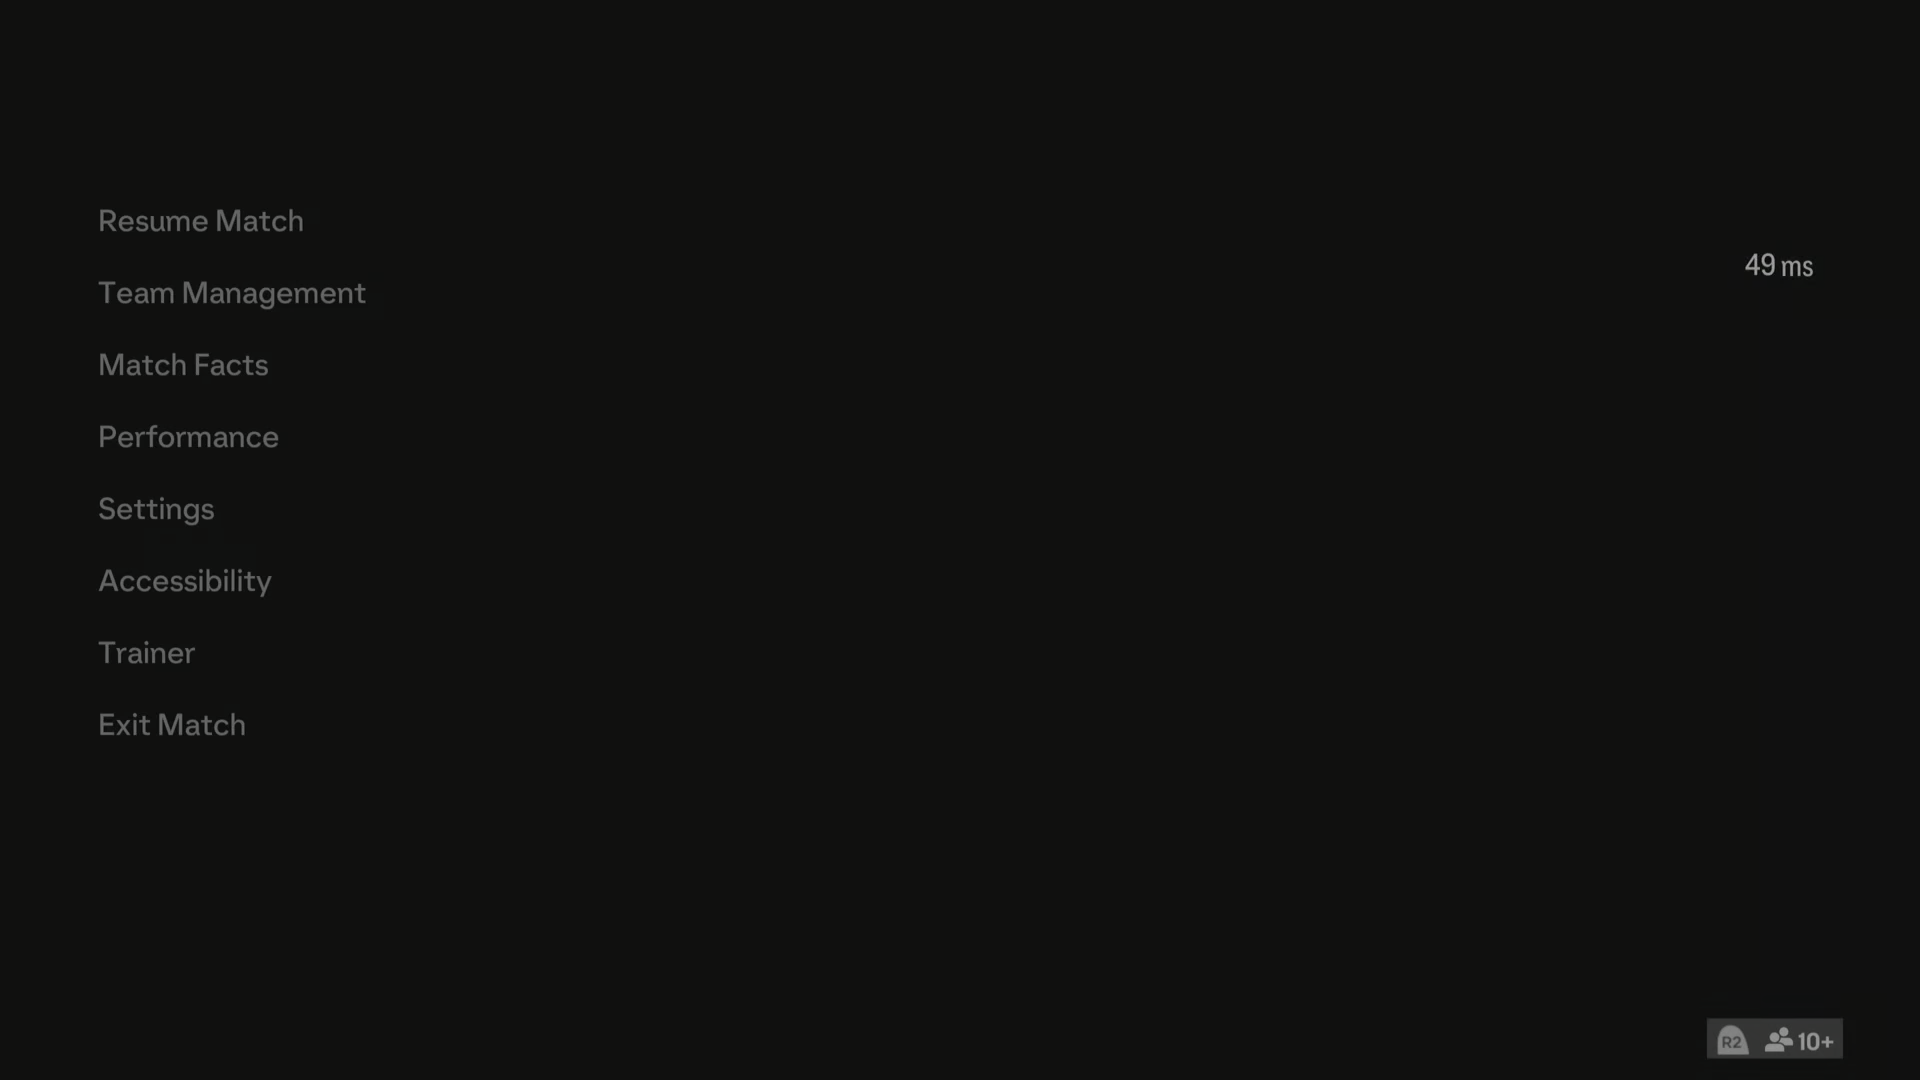 Resume Match
49 ms
Team Management
Match Facts
Performance
Settings
Accessibility
Trainer
Exit Match
R2 10+